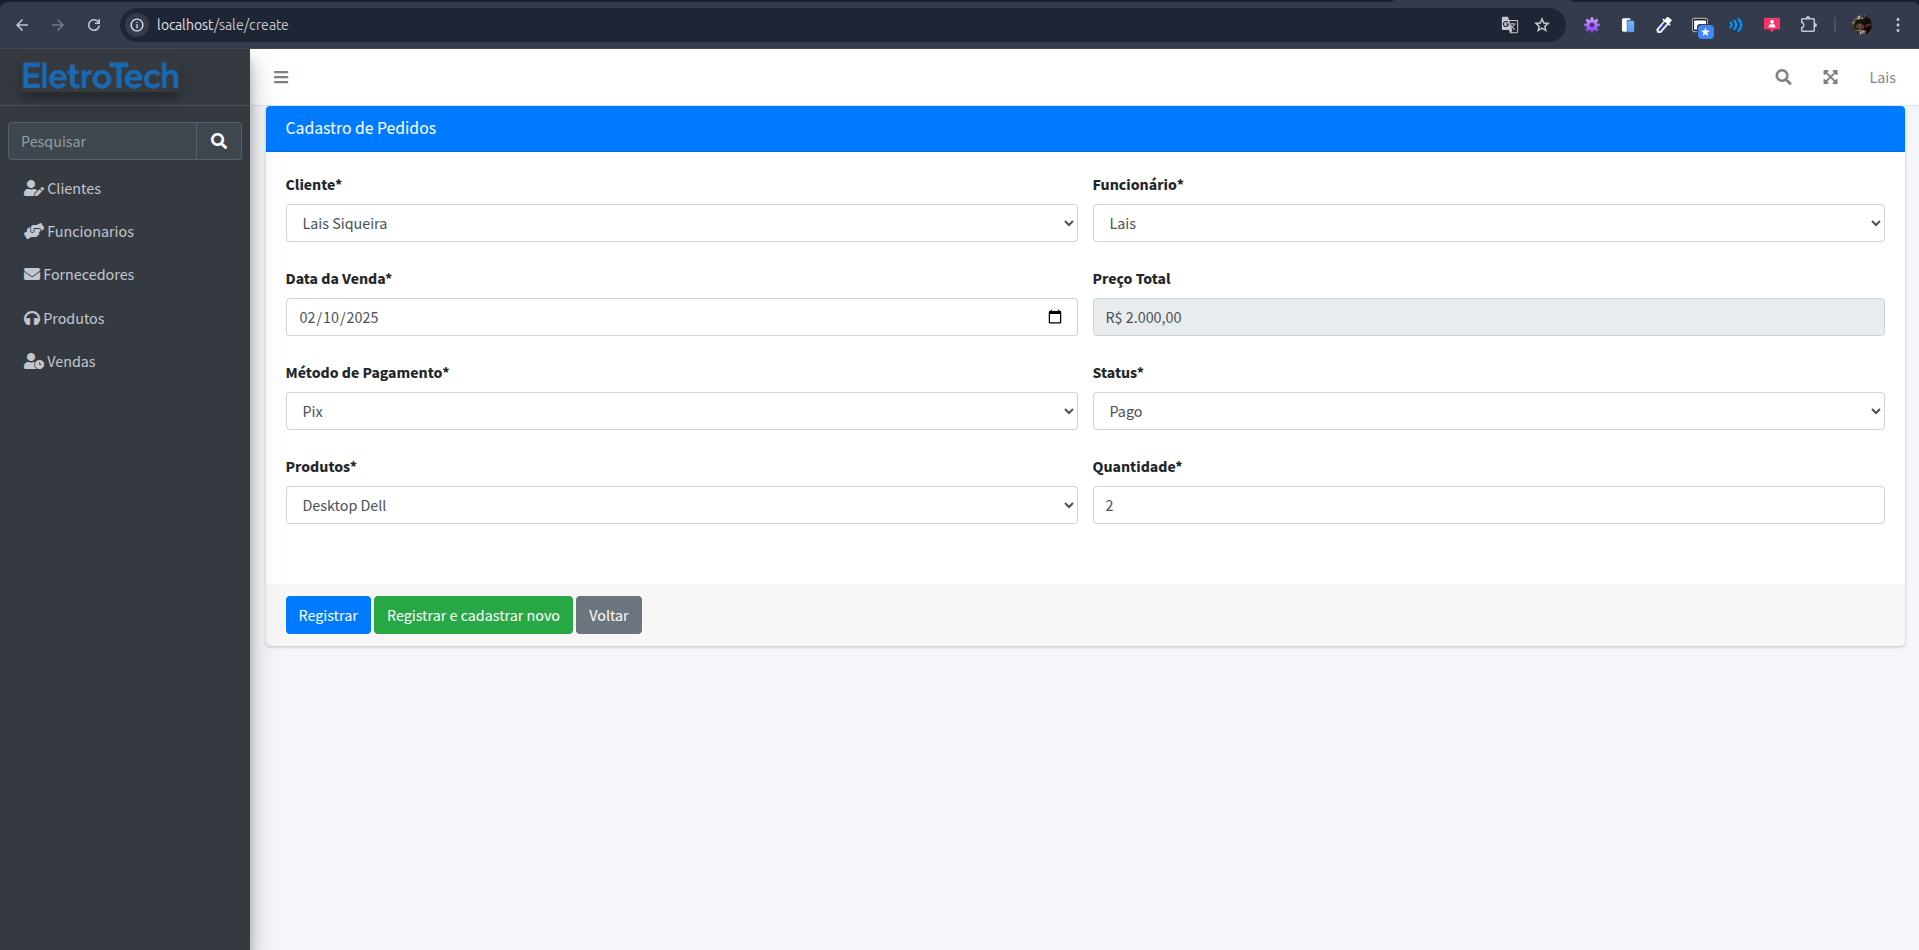 localhost/sale/create
EletroTech
Lais
Pesquisar
Clientes
Funcionarios
Fornecedores
Produtos
Vendas
Cadastro de Pedidos
Cliente* Funcionário*
Lais Siqueira Lais
Data da Venda* Preço Total
02/10/2025 R$ 2.000,00
Método de Pagamento* Status*
Pix Pago
Produtos* Quantidade*
Desktop Dell 2
Registrar Registrar e cadastrar novo Voltar